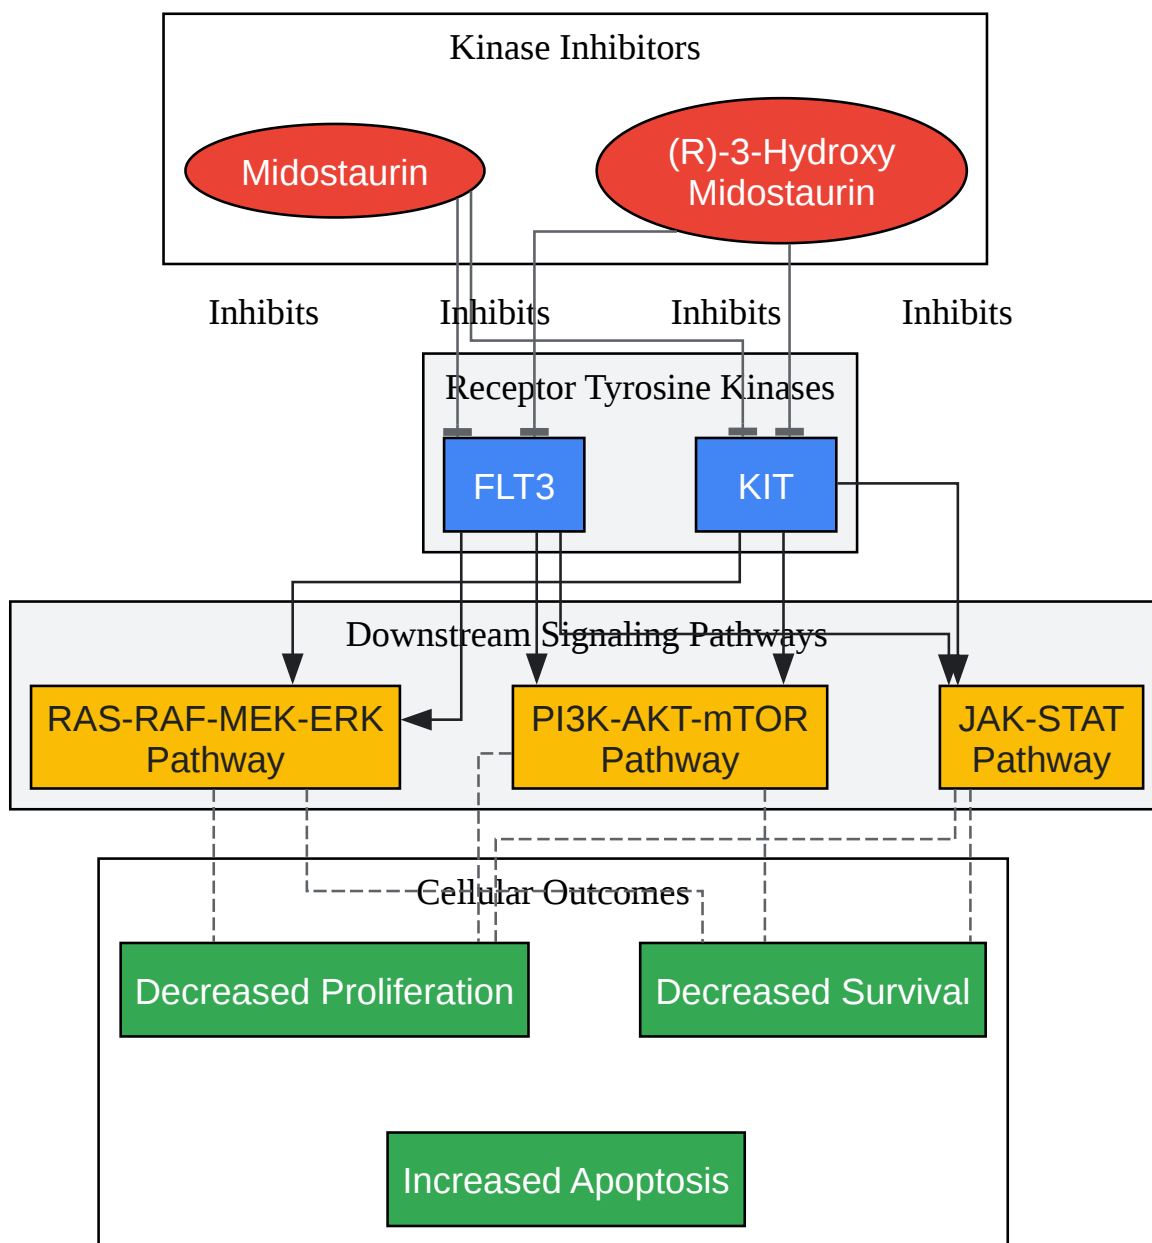 Kinase Inhibitors
Midostaurin
(R)-3-Hydroxy
Midostaurin
Inhibits
Inhibits
Inhibits
Inhibits
Receptor Tyrosine Kinases
FLT3
KIT
Downstream Signaling Pathways
RAS-RAF-MEK-ERK
Pathway
PI3K-AKT-mTOR
Pathway
JAK-STAT
Pathway
Cellular Outcomes
Decreased Proliferation
Decreased Survival
Increased Apoptosis